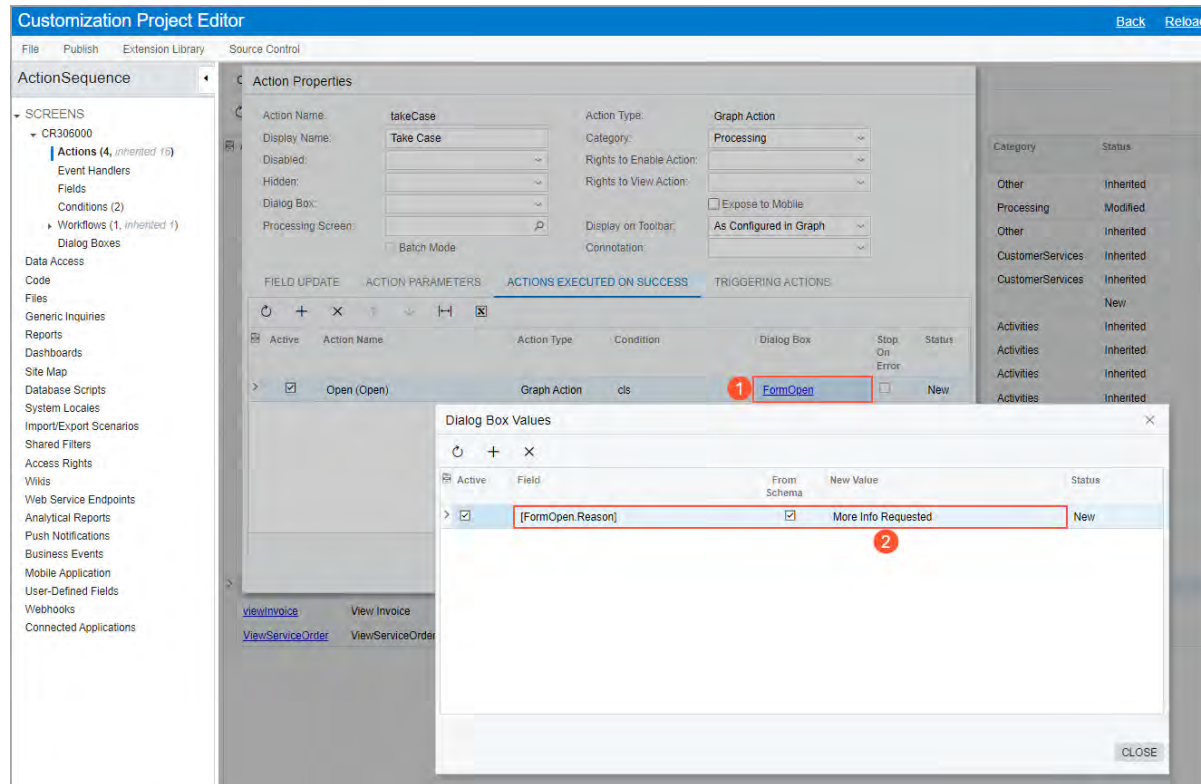 Customization Project Editor
Back Reload
File Publish Extension Library Source Control
ActionSequence
SCREENS
CR306000
Actions (4, inherited 16)
Event Handlers
Fields
Conditions (2)
Workflows (1, inherited 1)
Dialog Boxes
Data Access
Code
Files
Generic Inquiries
Reports
Dashboards
Site Map
Database Scripts
System Locales
Import/Export Scenarios
Shared Filters
Access Rights
Wikis
Web Service Endpoints
Analytical Reports
Push Notifications
Business Events
Mobile Application
User-Defined Fields
Webhooks
Connected Applications
Action Properties
Action Name: takeCase Action Type: Graph Action
Display Name: Take Case Category: Processing
Disabled: Rights to Enable Action:
Hidden: Rights to View Action:
Dialog Box: Expose to Mobile
Processing Screen: Display on Toolbar: As Configured in Graph
Batch Mode Connotation:
FIELD UPDATE ACTION PARAMETERS ACTIONS EXECUTED ON SUCCESS TRIGGERING ACTIONS
Active Action Name Action Type Condition Dialog Box Stop On Error Status
Open (Open) Graph Action cls 1 FormOpen New
Category Status
Other Inherited
Processing Modified
Other Inherited
CustomerServices Inherited
CustomerServices Inherited
New
Activities Inherited
Activities Inherited
Activities Inherited
Activities Inherited
viewInvoice View Invoice
ViewServiceOrder ViewServiceOrder
Dialog Box Values
Active Field From Schema New Value Status
[FormOpen.Reason] More Info Requested New
2
CLOSE